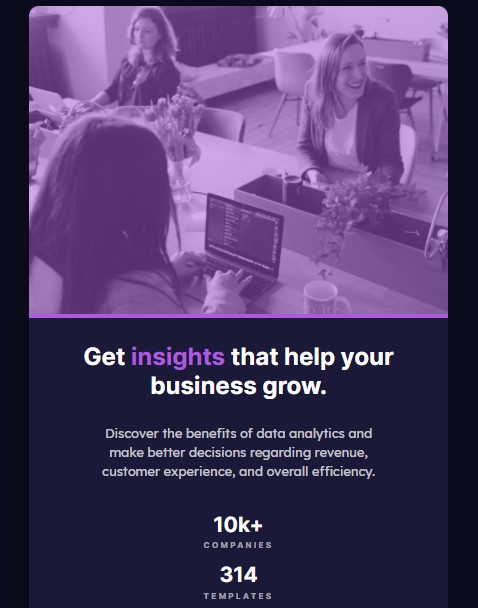 Get insights that help your
business grow.
Discover the benefits of data analytics and
make better decisions regarding revenue,
customer experience, and overall efficiency.
10k+
COMPANIES
314
TEMPLATES